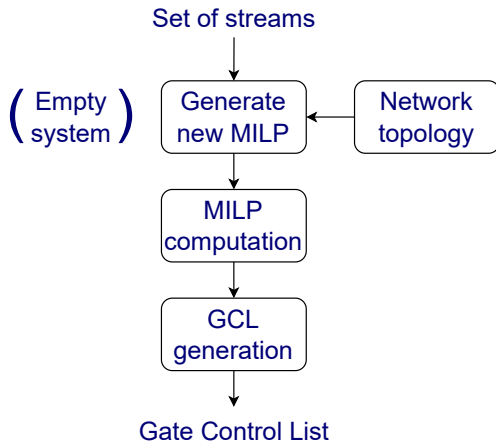 Set of streams
( Empty
system )
Generate
new MILP
Network
topology
MILP
computation
GCL
generation
Gate Control List